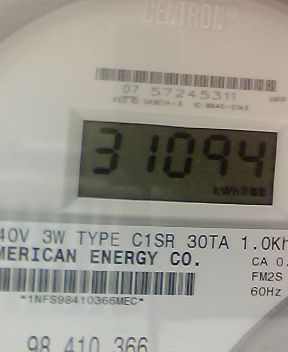 CENTRON®
07 57245311
31094
kWh
40V 3W TYPE C1SR 30TA 1.0Kh
MERICAN ENERGY CO.
CA 0.
FM2S
60Hz
*1NFS98410366MEC*
98 410 366